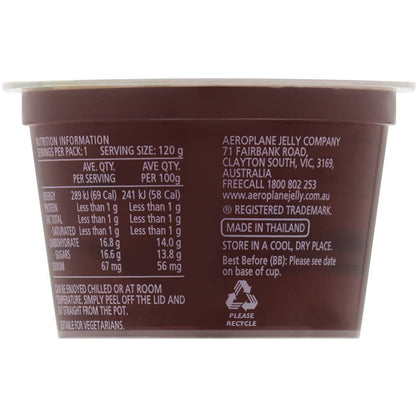 NUTRITION INFORMATION
SERVINGS PER PACK: 1 SERVING SIZE: 120 g
AVE. QTY. PER SERVING AVE. QTY. PER 100g
ENERGY 289 kJ (69 Cal) 241 kJ (58 Cal)
PROTEIN Less than 1 g Less than 1 g
FAT, TOTAL Less than 1 g Less than 1 g
- SATURATED Less than 1 g Less than 1 g
CARBOHYDRATE 16.8 g 14.0 g
- SUGARS 16.6 g 13.8 g
SODIUM 67 mg 56 mg
CAN BE ENJOYED CHILLED OR AT ROOM
TEMPERATURE. SIMPLY PEEL OFF THE LID AND
EAT STRAIGHT FROM THE POT.
SUITABLE FOR VEGETARIANS.
AEROPLANE JELLY COMPANY
71 FAIRBANK ROAD,
CLAYTON SOUTH, VIC, 3169,
AUSTRALIA
FREECALL 1800 802 253
www.aeroplanejelly.com.au
® REGISTERED TRADEMARK.
MADE IN THAILAND
STORE IN A COOL, DRY PLACE.
Best Before (BB): Please see date
on base of cup.
PLEASE
RECYCLE